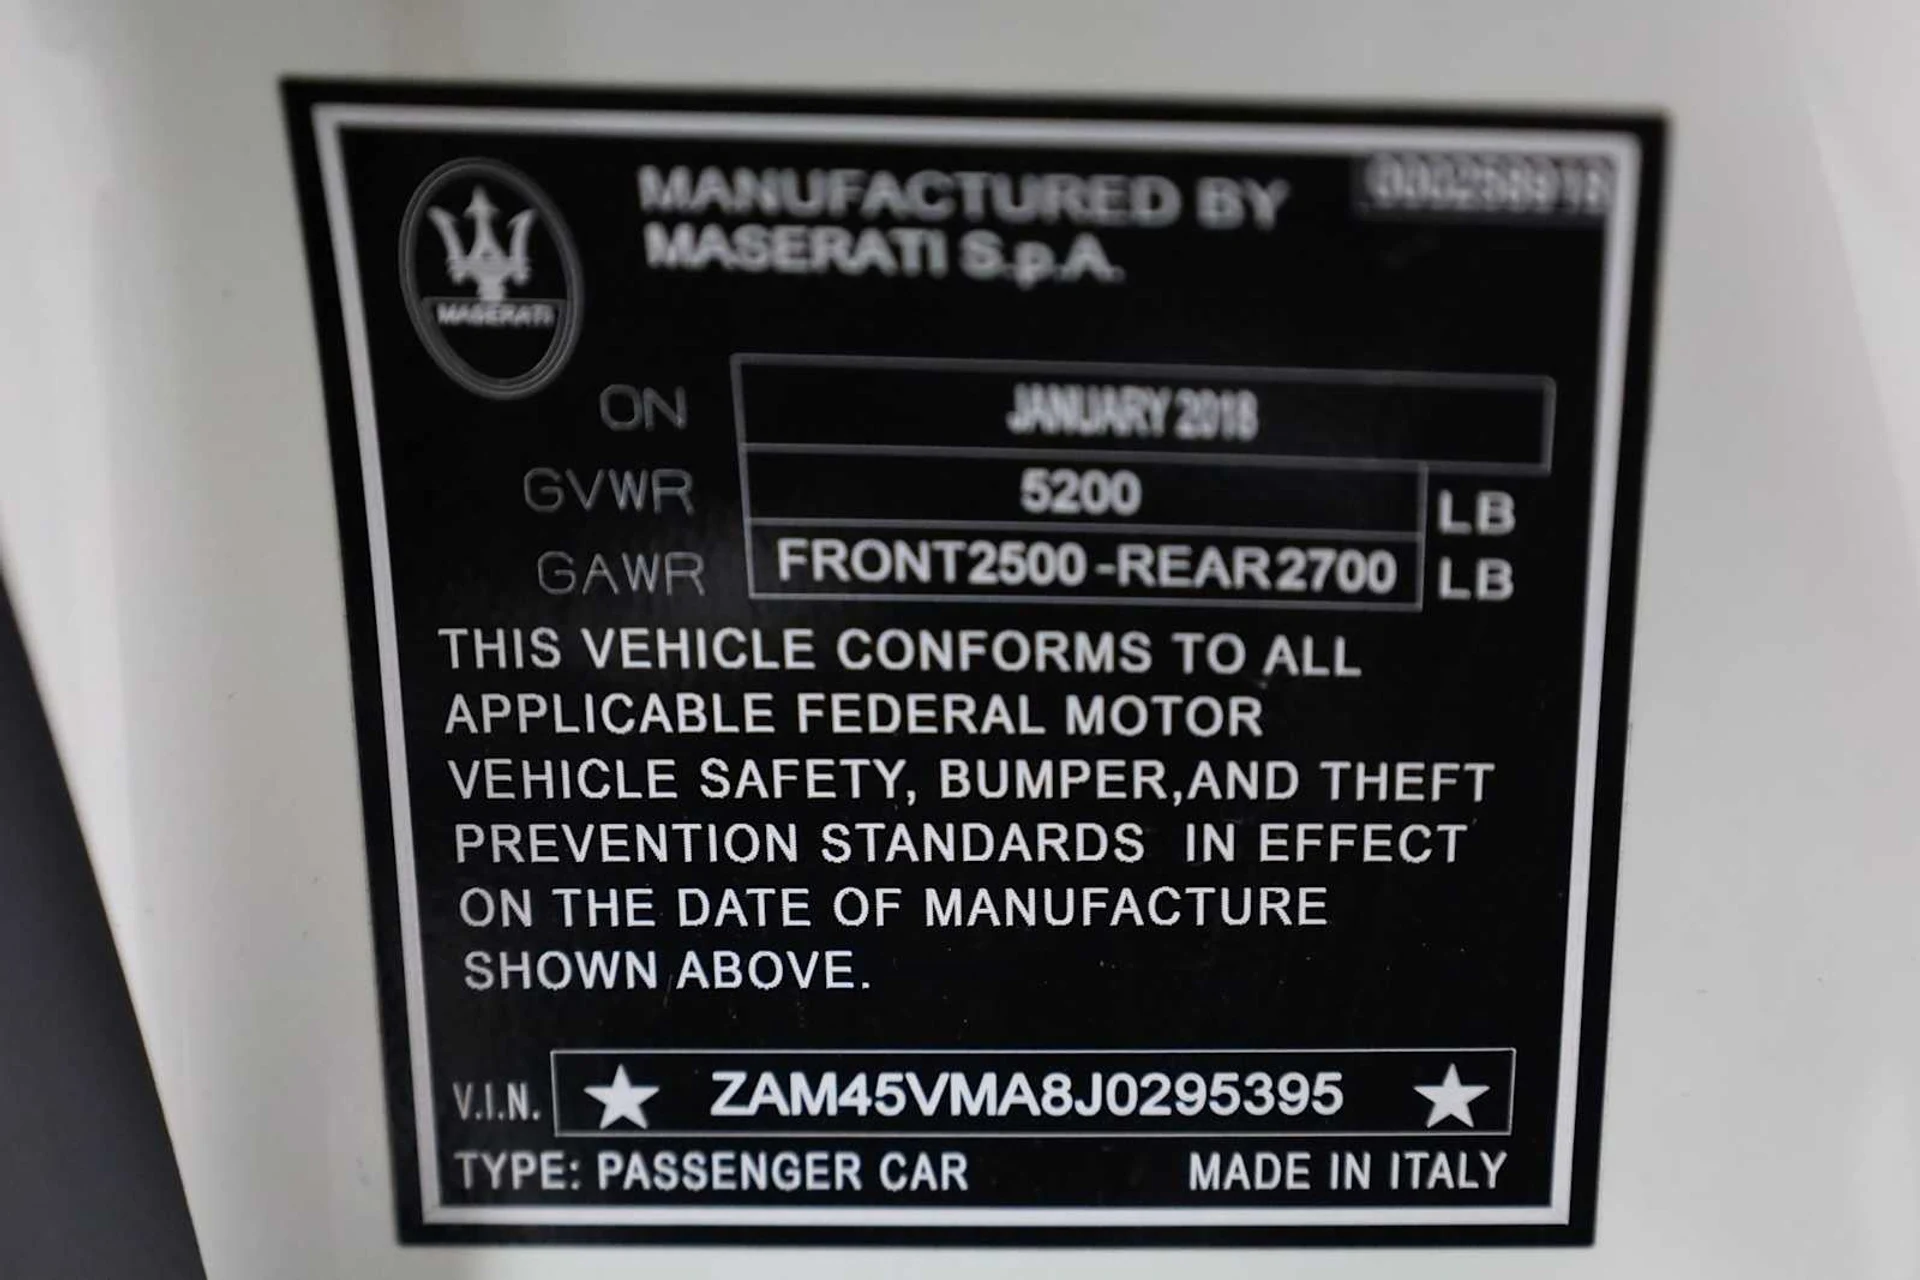 MANUFACTURED BY
MASERATI S.p.A.
MASERATI
ON JANUARY 2018
GVWR 5200 LB
GAWR FRONT2500-REAR2700 LB
THIS VEHICLE CONFORMS TO ALL
APPLICABLE FEDERAL MOTOR
VEHICLE SAFETY, BUMPER,AND THEFT
PREVENTION STANDARDS IN EFFECT
ON THE DATE OF MANUFACTURE
SHOWN ABOVE.
V.I.N. ★ ZAM45VMA8J0295395 ★
TYPE: PASSENGER CAR MADE IN ITALY